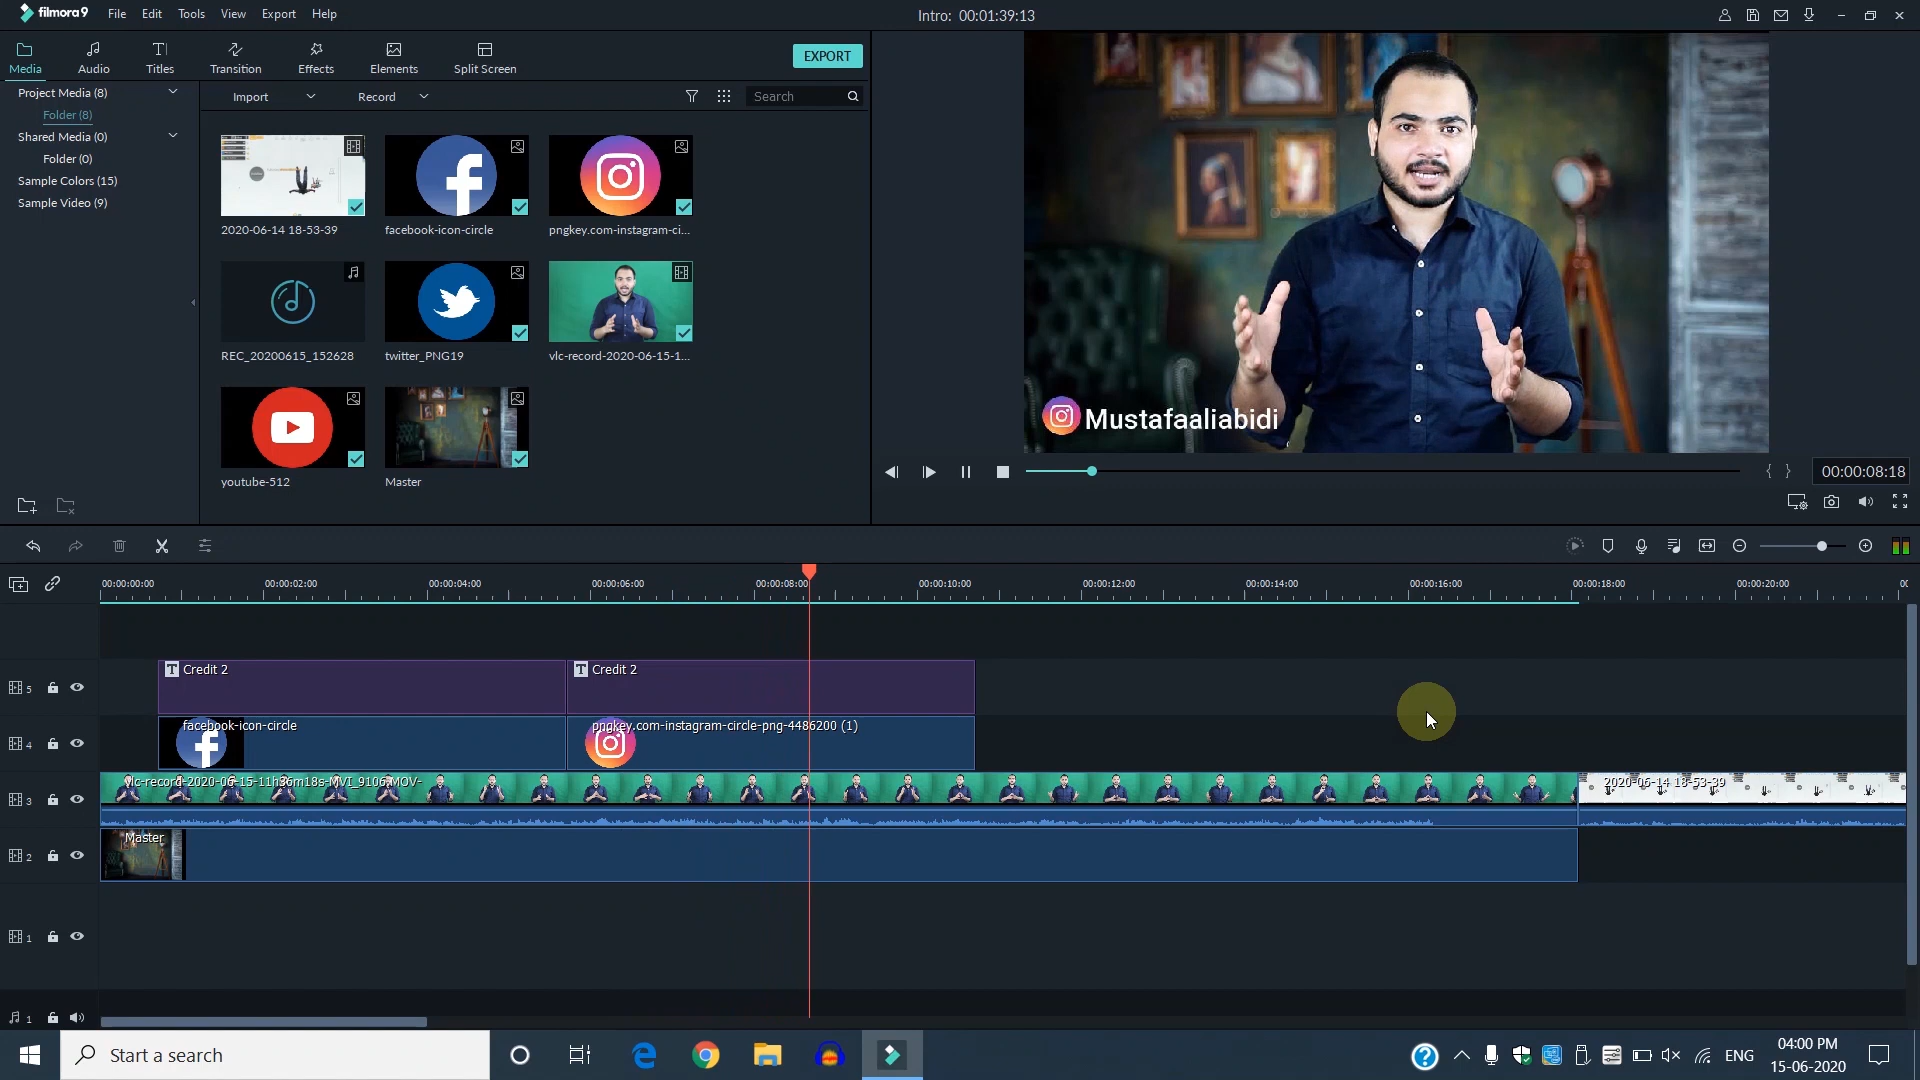 filmora9 File Edit Tools View Export Help Intro: 00:01:39:13
Media Audio Titles Transition Effects Elements Split Screen EXPORT
Project Media (8)
Folder (8)
Shared Media (0)
Folder (0)
Sample Colors (15)
Sample Video (9)
Import Record Search
2020-06-14 18-53-39 facebook-icon-circle pngkey.com-instagram-ci...
REC_20200615_152628 twitter_PNG19 vlc-record-2020-06-15-1...
youtube-512 Master
Mustafaaliabidi
00:00:08:18
00:00:00:00 00:00:02:00 00:00:04:00 00:00:06:00 00:00:08:00 00:00:10:00 00:00:12:00 00:00:14:00 00:00:16:00 00:00:18:00 00:00:20:00 00
5 T Credit 2 T Credit 2
4 facebook-icon-circle pngkey.com-instagram-circle-png-4486200 (1)
3 vlc-record-2020-06-15-11h36m18s-MVI_9106.MOV- 2020-06-14 18-53-39
2 Master
1
1
Start a search
ENG
04:00 PM
15-06-2020